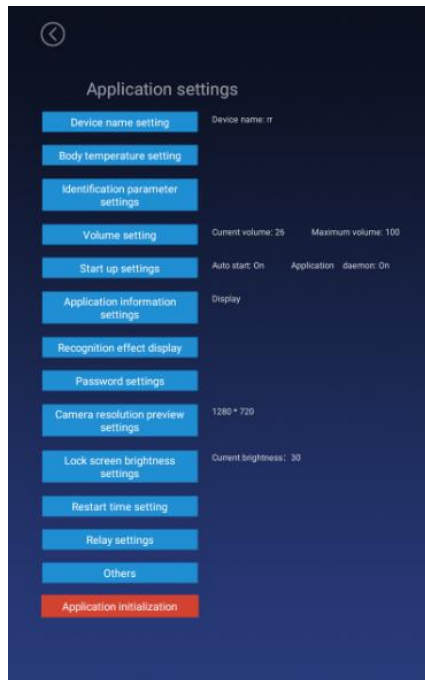 Application settings
Device name setting
Device name: rr
Body temperature setting
Identification parameter
settings
Volume setting
Current volume: 26 Maximum volume: 100
Start up settings
Auto start: On Application daemon: On
Application information
settings
Display
Recognition effect display
Password settings
Camera resolution preview
settings
1280 * 720
Lock screen brightness
settings
Current brightness: 30
Restart time setting
Relay settings
Others
Application initialization